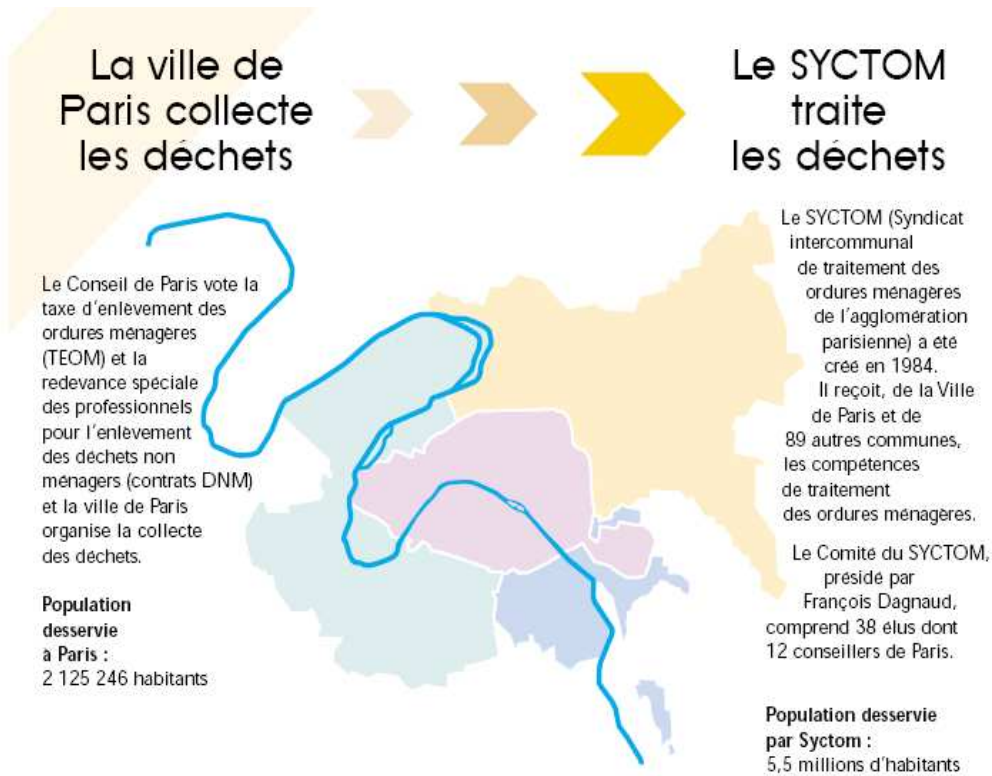 La ville de
Paris collecte
les déchets
Le SYCTOM
traite
les déchets
Le Conseil de Paris vote la
taxe d'enlèvement des
ordures ménagères
(TEOM) et la
redevance spéciale
des professionnels
pour l'enlèvement
des déchets non
ménagers (contrats DNM)
et la ville de Paris
organise la collecte
des déchets.
Population
desservie
à Paris :
2 125 246 habitants
Le SYCTOM (Syndicat
intercommunal
de traitement des
ordures ménagères
de l'agglomération
parisienne) a été
créé en 1984.
Il reçoit, de la Ville
de Paris et de
89 autres communes,
les compétences
de traitement
des ordures ménagères.
Le Comité du SYCTOM,
présidé par
François Dagnaud,
comprend 38 élus dont
12 conseillers de Paris.
Population desservie
par Syctom :
5,5 millions d'habitants